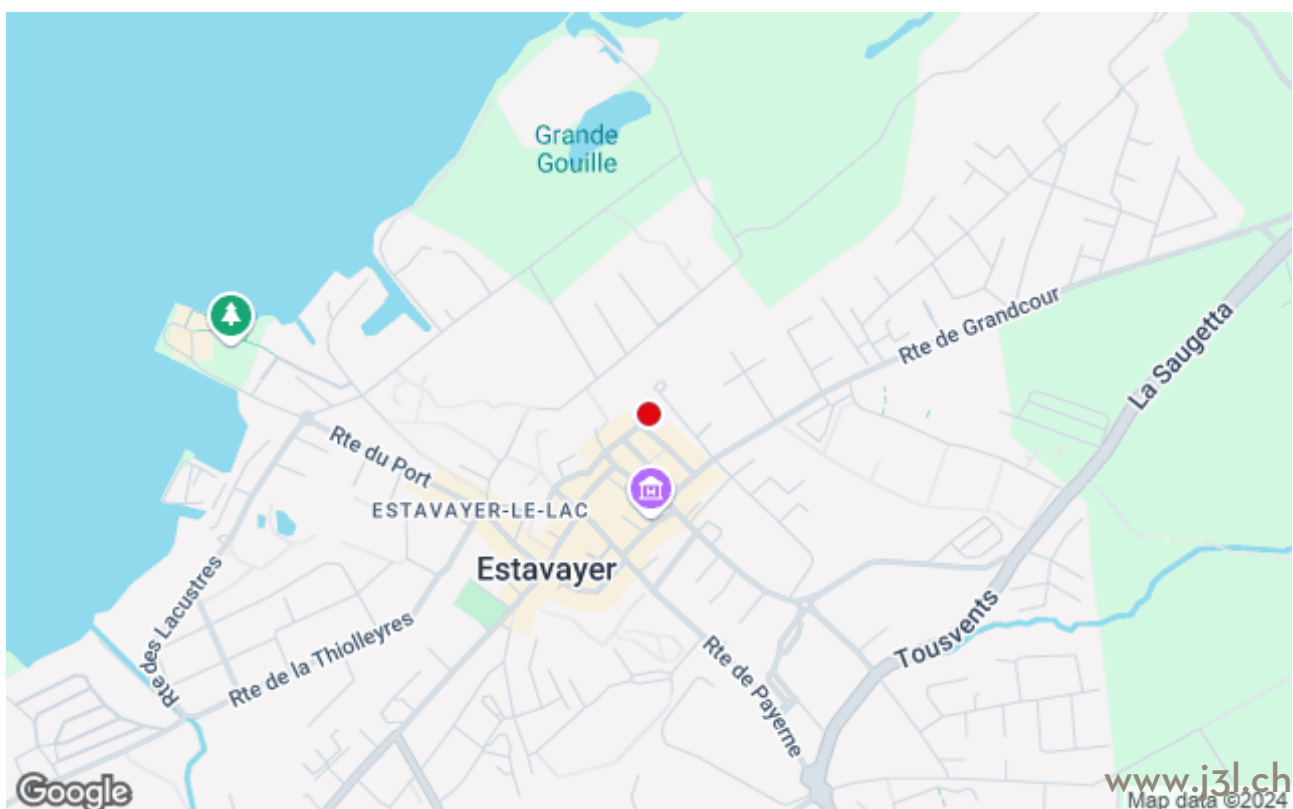 Grande
Gouille
Rte de Grandcour
La Saugetta
Rte du Port
ESTAVAYER-LE-LAC
Estavayer
Rte des Lacustres
Rte de la Thiolleyres
Tousvents
Rte de Payerne
Google
www.j3l.ch
Map data ©2024